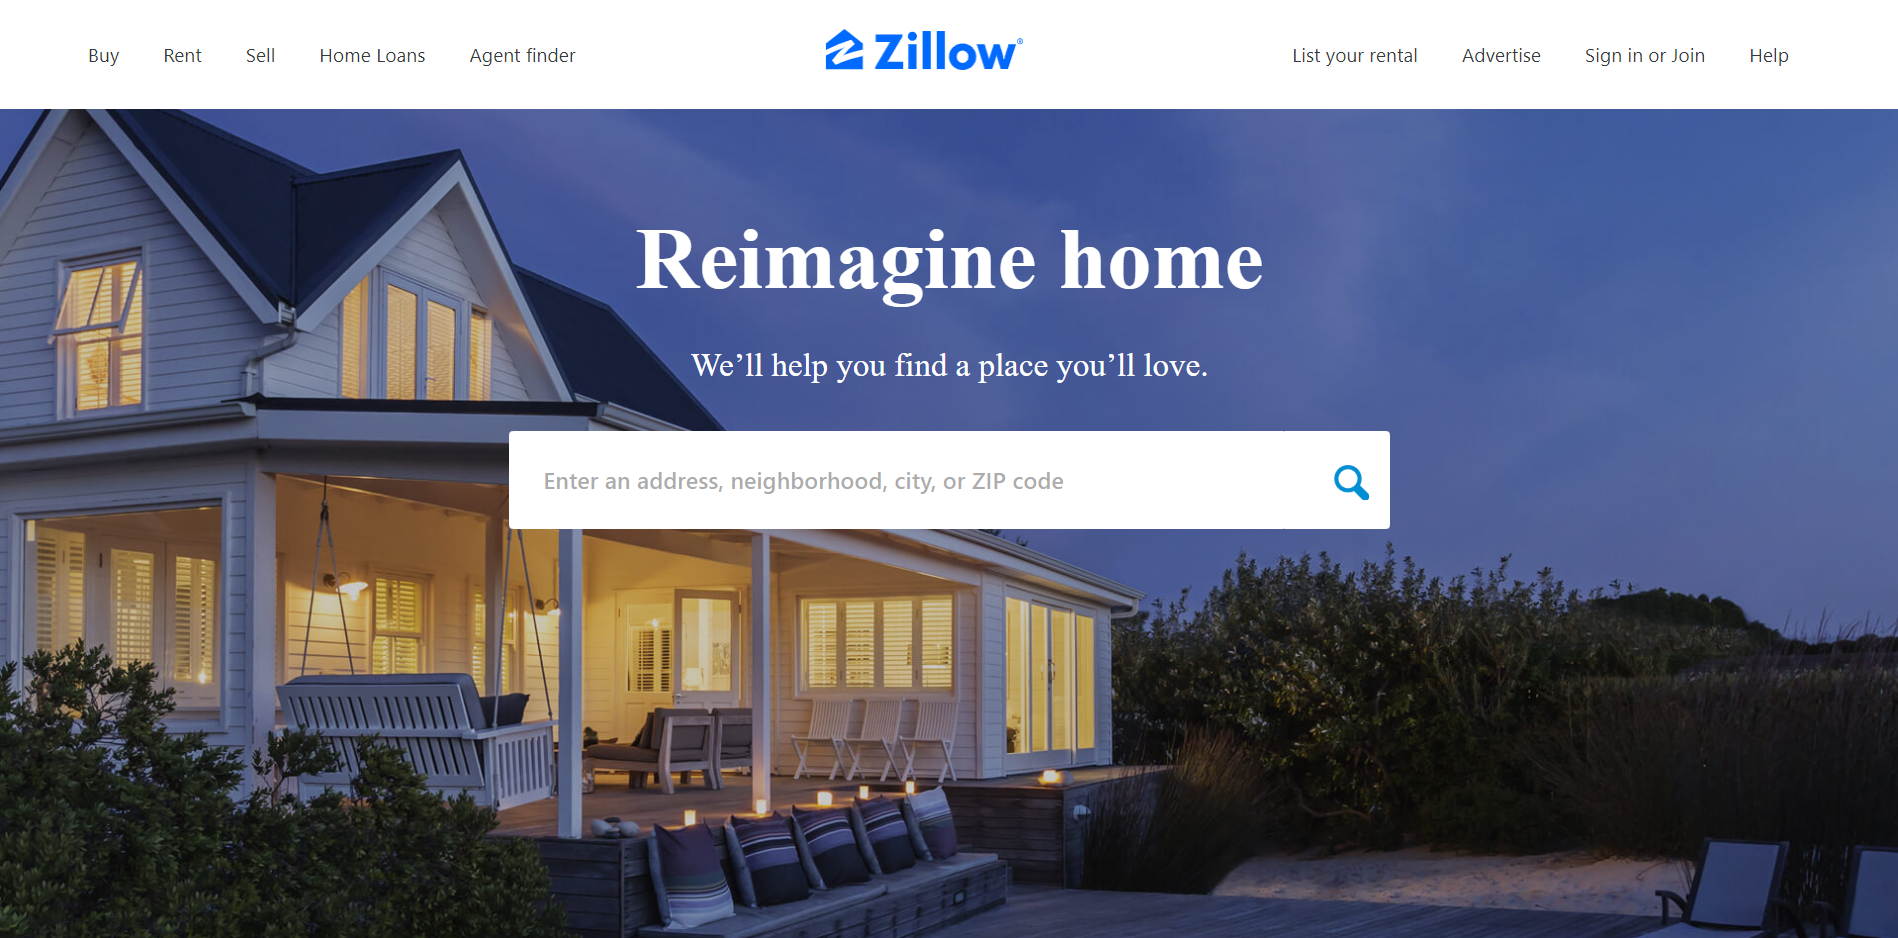 Buy
Rent
Sell
Home Loans
Agent finder
Zillow®
List your rental
Advertise
Sign in or Join
Help
Reimagine home
We’ll help you find a place you’ll love.
Enter an address, neighborhood, city, or ZIP code